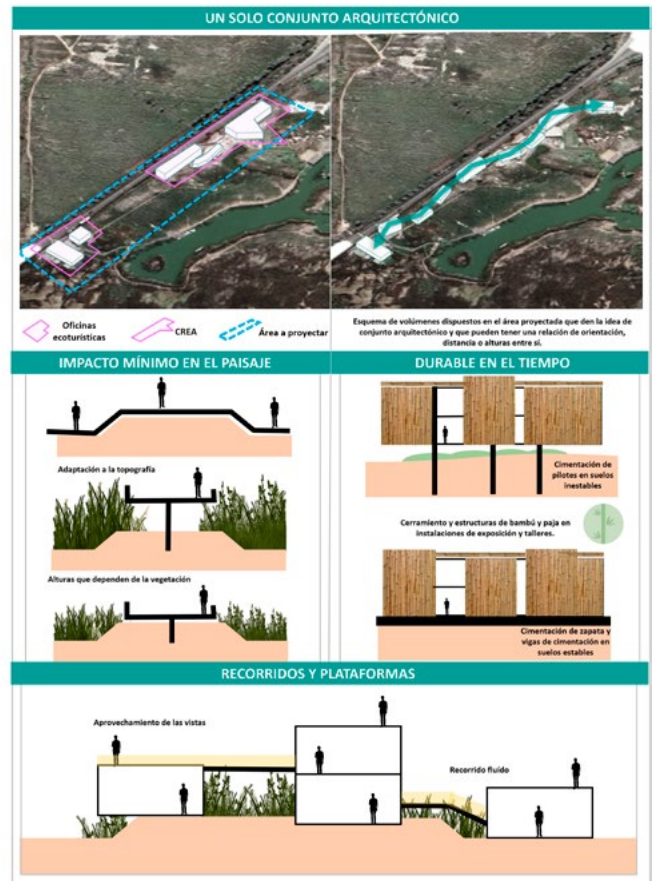 UN SOLO CONJUNTO ARQUITECTÓNICO
Oficinas
ecoturísticas
CREA
Área a proyectar
Esquema de volúmenes dispuestos en el área proyectada que den la idea de
conjunto arquitectónico y que pueden tener una relación de orientación,
distancia o alturas entre sí.
IMPACTO MÍNIMO EN EL PAISAJE
Adaptación a la topografía
Alturas que dependen de la vegetación
DURABLE EN EL TIEMPO
Cimentación de
pilotes en suelos
inestables
Cerramiento y estructuras de bambú y paja en
instalaciones de exposición y talleres.
Cimentación de zapata y
vigas de cimentación en
suelos estables
RECORRIDOS Y PLATAFORMAS
Aprovechamiento de las vistas
Recorrido fluido